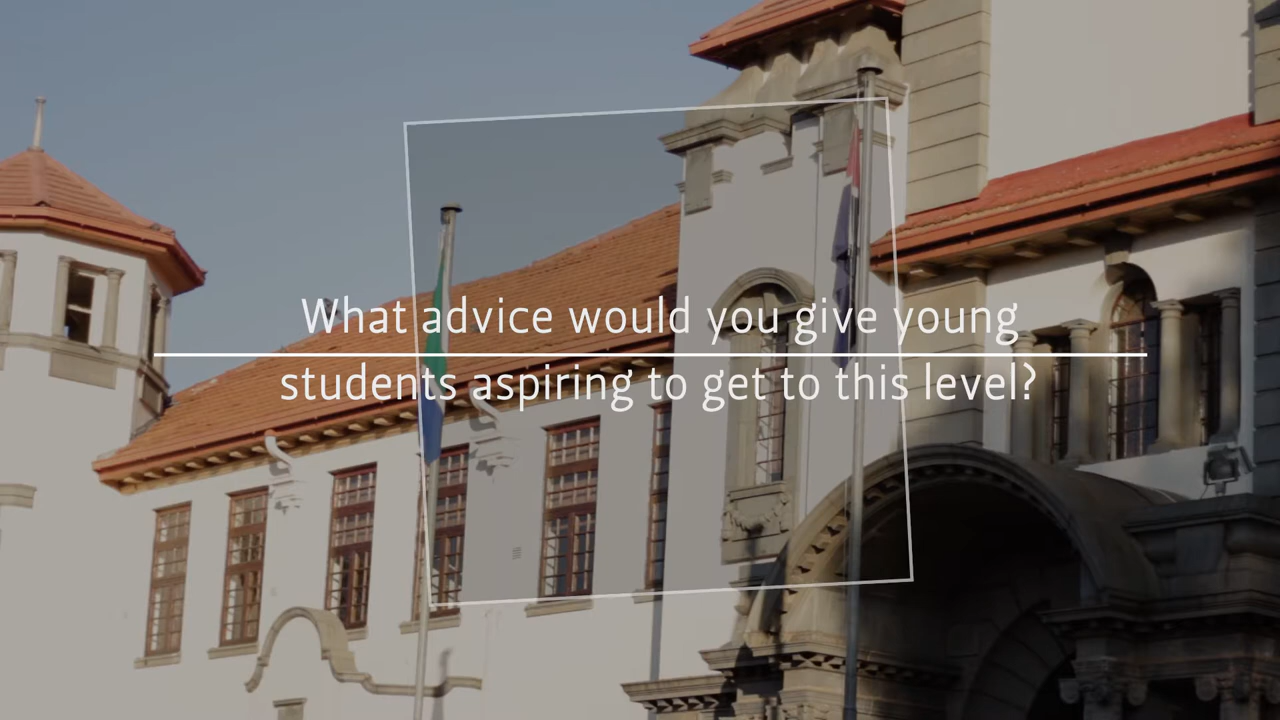 What advice would you give young
students aspiring to get to this level?